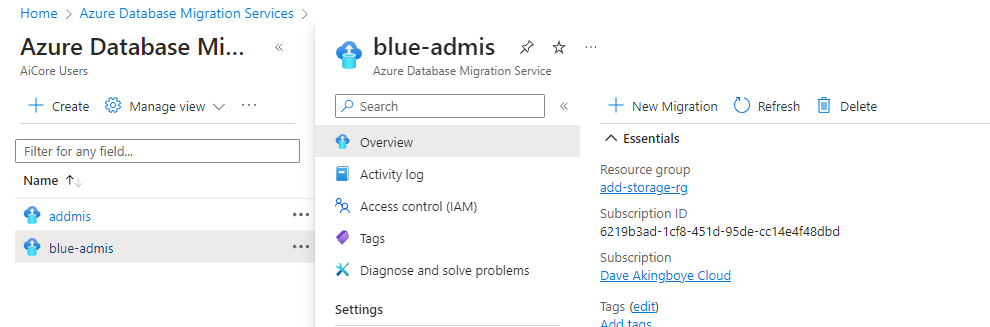 Home > Azure Database Migration Services >
Azure Database Mi...
AiCore Users
Create
Manage view
Filter for any field...
Name
addmis
blue-admis
blue-admis
Azure Database Migration Service
Search
Overview
Activity log
Access control (IAM)
Tags
Diagnose and solve problems
Settings
New Migration
Refresh
Delete
Essentials
Resource group
add-storage-rg
Subscription ID
6219b3ad-1cf8-451d-95de-cc14e4f48dbd
Subscription
Dave Akingboye Cloud
Tags (edit)
Add tags